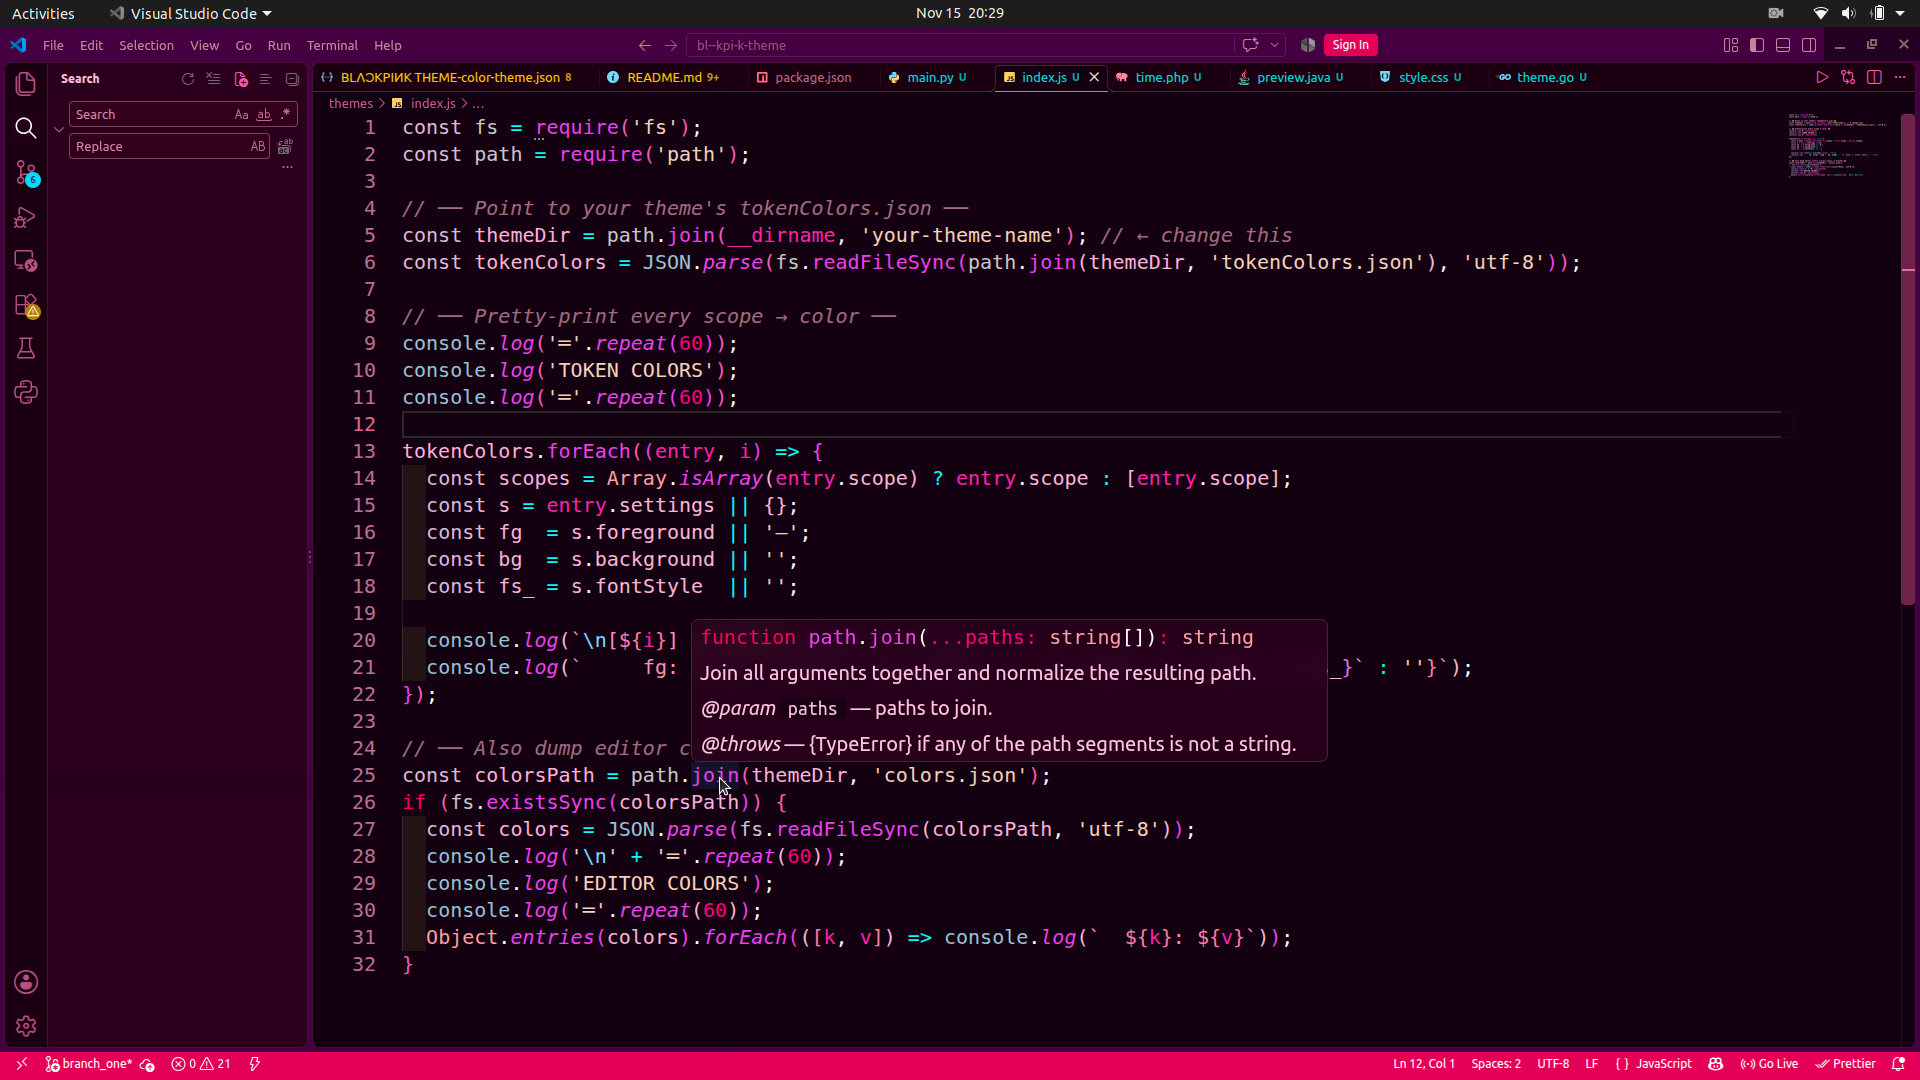 Activities
Visual Studio Code
Nov 15 20:29
File Edit Selection View Go Run Terminal Help
bl–kpi-k-theme
Sign In
Search
BLΛƆKPIИK THEME-color-theme.json 8
README.md 9+
package.json
main.py U
index.js U
time.php U
preview.java U
style.css U
theme.go U
Search
Aa ab .*
Replace
AB
6
themes > index.js > ...
1 const fs = require('fs');
2 const path = require('path');
3
4 // ── Point to your theme's tokenColors.json ──
5 const themeDir = path.join(__dirname, 'your-theme-name'); // ← change this
6 const tokenColors = JSON.parse(fs.readFileSync(path.join(themeDir, 'tokenColors.json'), 'utf-8'));
7
8 // ── Pretty-print every scope → color ──
9 console.log('═'.repeat(60));
10 console.log('TOKEN COLORS');
11 console.log('═'.repeat(60));
12
13 tokenColors.forEach((entry, i) => {
14 const scopes = Array.isArray(entry.scope) ? entry.scope : [entry.scope];
15 const s = entry.settings || {};
16 const fg  = s.foreground || '—';
17 const bg  = s.background || '';
18 const fs_ = s.fontStyle  || '';
19
20 console.log(`\n[${i}]
21 console.log(`     fg: _}` : ''}`);
22 });
23
24 // ── Also dump editor c
25 const colorsPath = path.join(themeDir, 'colors.json');
26 if (fs.existsSync(colorsPath)) {
27 const colors = JSON.parse(fs.readFileSync(colorsPath, 'utf-8'));
28 console.log('\n' + '═'.repeat(60));
29 console.log('EDITOR COLORS');
30 console.log('═'.repeat(60));
31 Object.entries(colors).forEach(([k, v]) => console.log(`  ${k}: ${v}`));
32 }
function path.join(...paths: string[]): string
Join all arguments together and normalize the resulting path.
@param paths — paths to join.
@throws — {TypeError} if any of the path segments is not a string.
branch_one*
0 21
Ln 12, Col 1
Spaces: 2
UTF-8
LF
{ } JavaScript
Go Live
Prettier